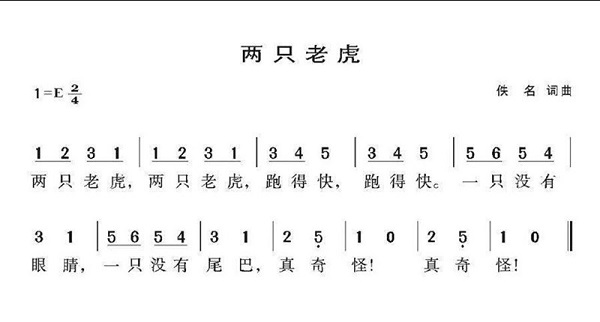 两只老虎
1=E 2/4
佚 名 词曲
1 2 3 1 | 1 2 3 1 | 3 4 5 | 3 4 5 | 5 6 5 4 |
两 只 老 虎, 两 只 老 虎, 跑 得 快, 跑 得 快。 一 只 没 有
3 1 | 5 6 5 4 | 3 1 | 2 5̣ | 1 0 | 2 5̣ | 1 0 ‖
眼 睛, 一 只 没 有 尾 巴, 真 奇 怪! 真 奇 怪!